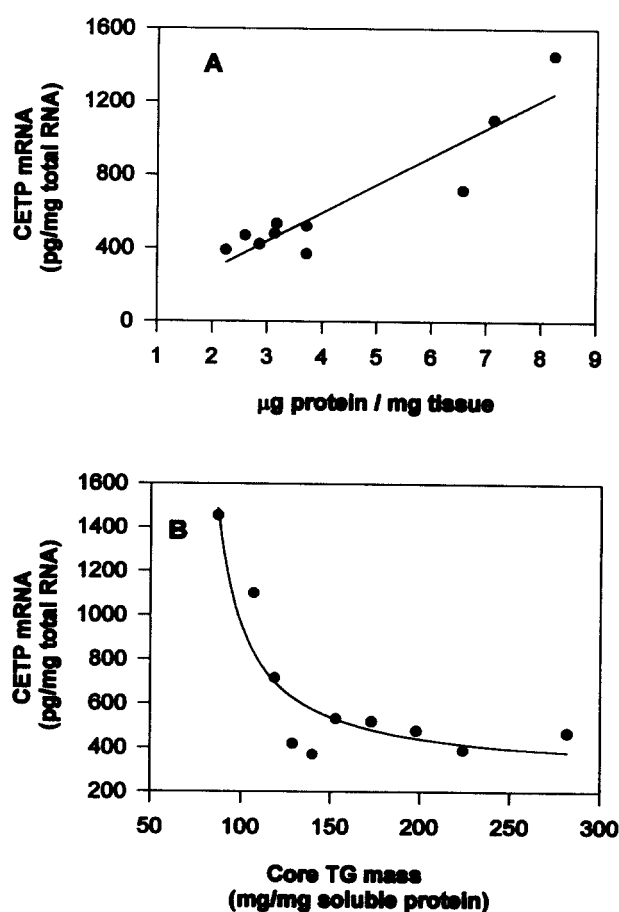 1600
1200
800
400
0
A
CETP mRNA
(pg/mg total RNA)
1 2 3 4 5 6 7 8 9
µg protein / mg tissue
1600
1400
1200
1000
800
600
400
200
B
CETP mRNA
(pg/mg total RNA)
50 100 150 200 250 300
Core TG mass
(mg/mg soluble protein)